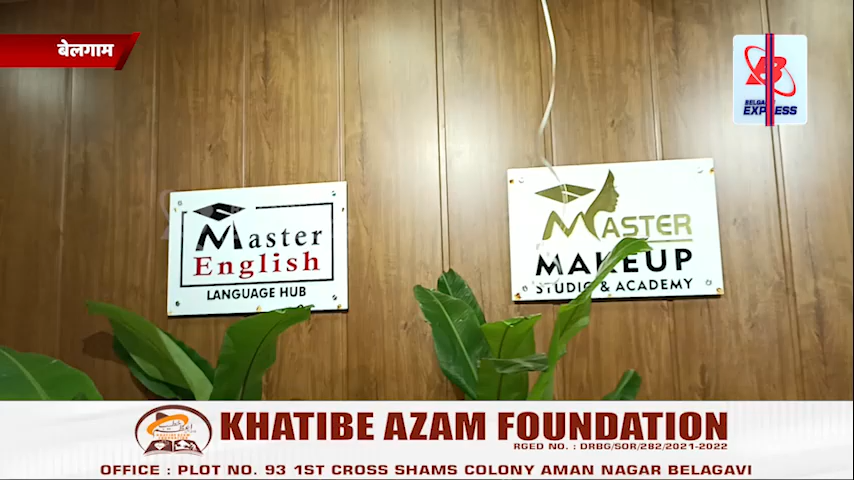 बेलगाम
BELGAUM
EXPRESS
Master
English
LANGUAGE HUB
MASTER
MAKEUP
STUDIO & ACADEMY
KHATIBE AZAM FOUNDATION
RGED NO. : DRBG/SOR/282/2021-2022
OFFICE : PLOT NO. 93 1ST CROSS SHAMS COLONY AMAN NAGAR BELAGAVI